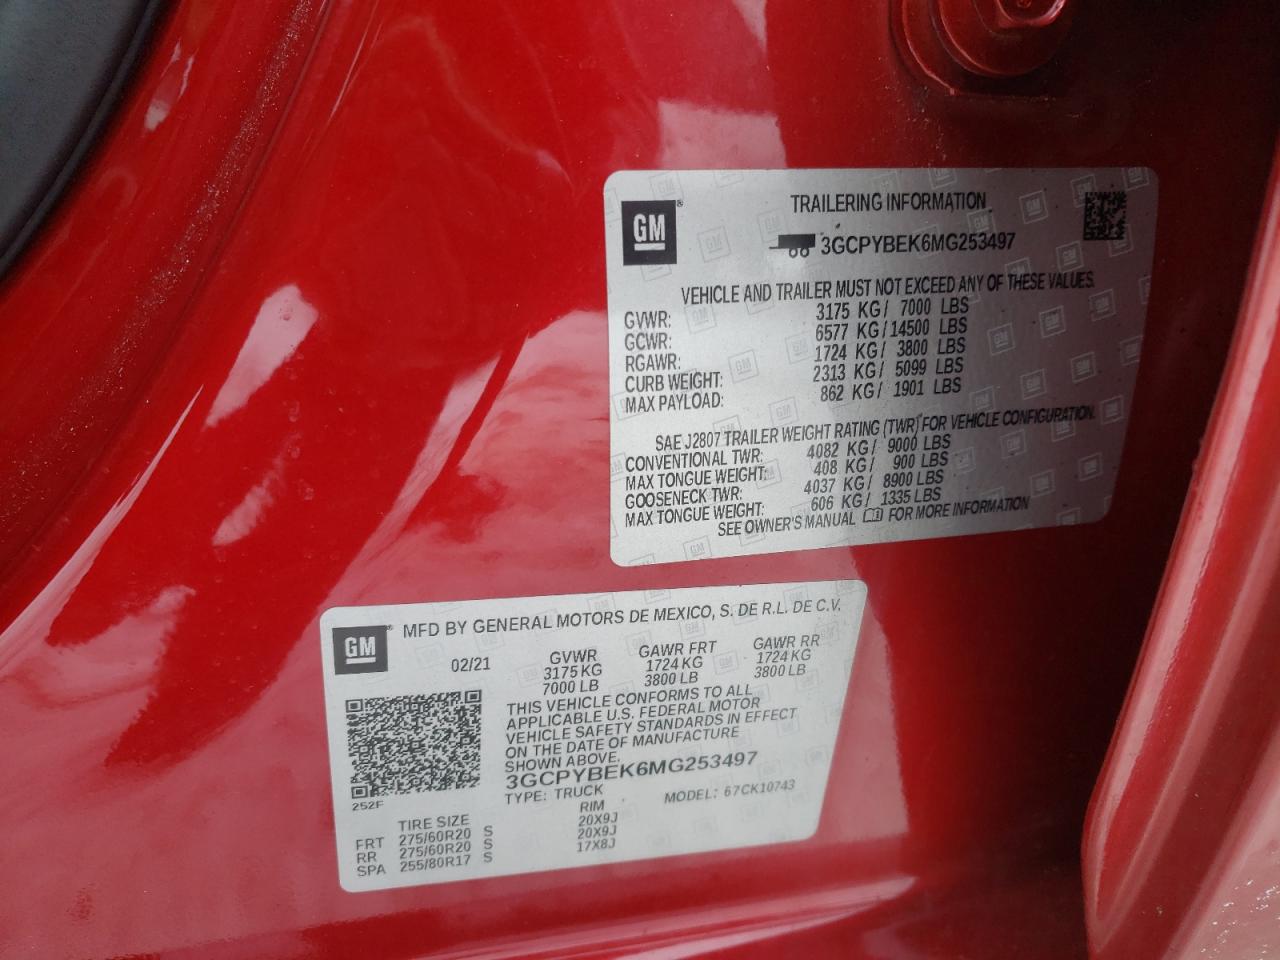 GM ®
TRAILERING INFORMATION
3GCPYBEK6MG253497
VEHICLE AND TRAILER MUST NOT EXCEED ANY OF THESE VALUES.
GVWR: 3175 KG/ 7000 LBS
GCWR: 6577 KG/14500 LBS
RGAWR: 1724 KG/ 3800 LBS
CURB WEIGHT: 2313 KG/ 5099 LBS
MAX PAYLOAD: 862 KG/ 1901 LBS
SAE J2807 TRAILER WEIGHT RATING (TWR) FOR VEHICLE CONFIGURATION.
CONVENTIONAL TWR: 4082 KG/ 9000 LBS
MAX TONGUE WEIGHT: 408 KG/ 900 LBS
GOOSENECK TWR: 4037 KG/ 8900 LBS
MAX TONGUE WEIGHT: 606 KG/ 1335 LBS
SEE OWNER'S MANUAL FOR MORE INFORMATION
GM ®
MFD BY GENERAL MOTORS DE MEXICO, S. DE R.L. DE C.V.
02/21 GVWR GAWR FRT GAWR RR
3175 KG 1724 KG 1724 KG
7000 LB 3800 LB 3800 LB
THIS VEHICLE CONFORMS TO ALL
APPLICABLE U.S. FEDERAL MOTOR
VEHICLE SAFETY STANDARDS IN EFFECT
ON THE DATE OF MANUFACTURE
SHOWN ABOVE.
3GCPYBEK6MG253497
TYPE: TRUCK MODEL: 67CK10743
252F
TIRE SIZE RIM
FRT 275/60R20 S 20X9J
RR 275/60R20 S 20X9J
SPA 255/80R17 S 17X8J